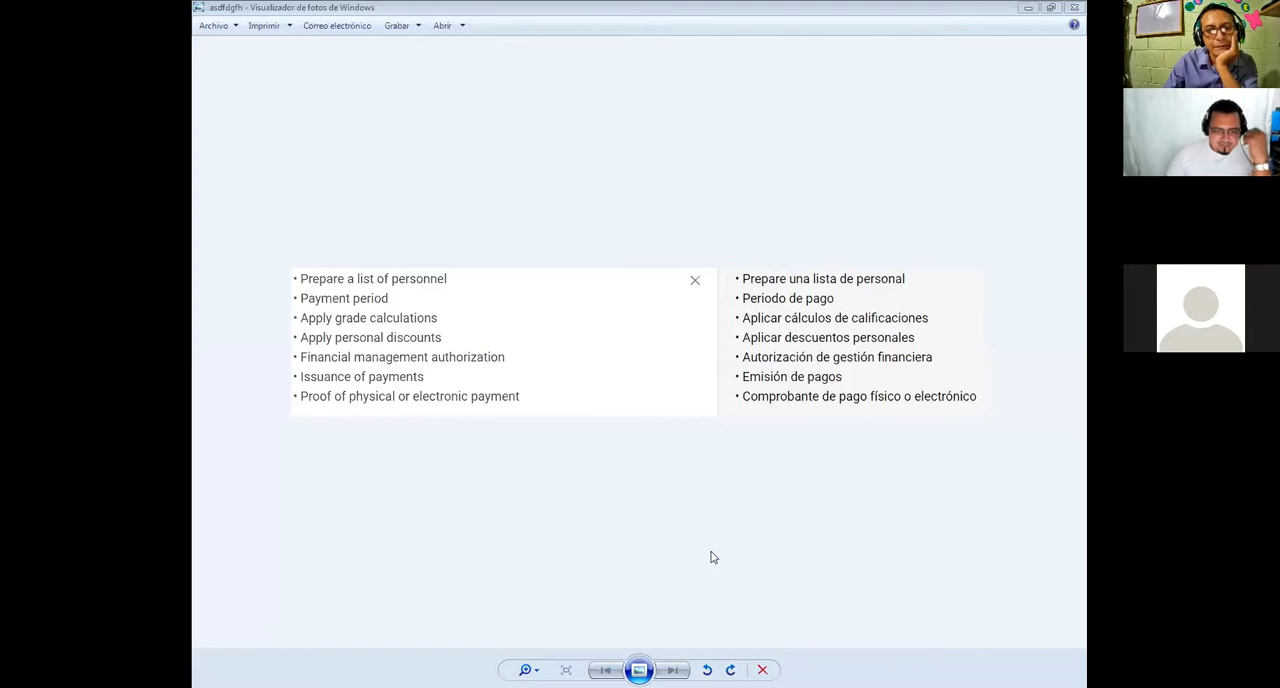 asdfdgfh - Visualizador de fotos de Windows
Archivo Imprimir Correo electrónico Grabar Abrir
• Prepare a list of personnel
• Payment period
• Apply grade calculations
• Apply personal discounts
• Financial management authorization
• Issuance of payments
• Proof of physical or electronic payment
• Prepare una lista de personal
• Periodo de pago
• Aplicar cálculos de calificaciones
• Aplicar descuentos personales
• Autorización de gestión financiera
• Emisión de pagos
• Comprobante de pago físico o electrónico